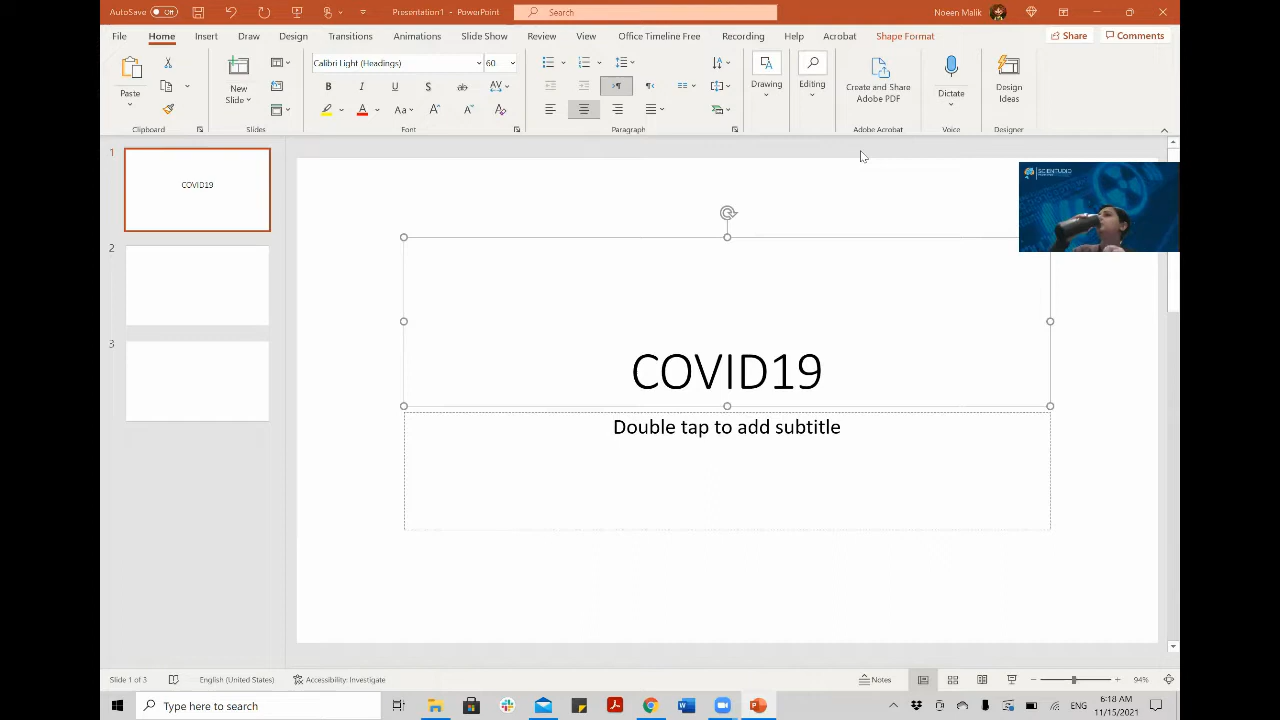 AutoSave Off Presentation1 - PowerPoint Search Noeen Malik
File Home Insert Draw Design Transitions Animations Slide Show Review View Office Timeline Free Recording Help Acrobat Shape Format Share Comments
Calibri Light (Headings) 60
Paste New Slide Drawing Editing Create and Share Adobe PDF Dictate Design Ideas
Clipboard Slides Font Paragraph Adobe Acrobat Voice Designer
1
COVID19
2
3
SCIENTUDIO
COVID19
Double tap to add subtitle
Slide 1 of 3 English (United States) Accessibility: Investigate Notes 94%
Type here to search ENG 6:18 AM
11/15/2021